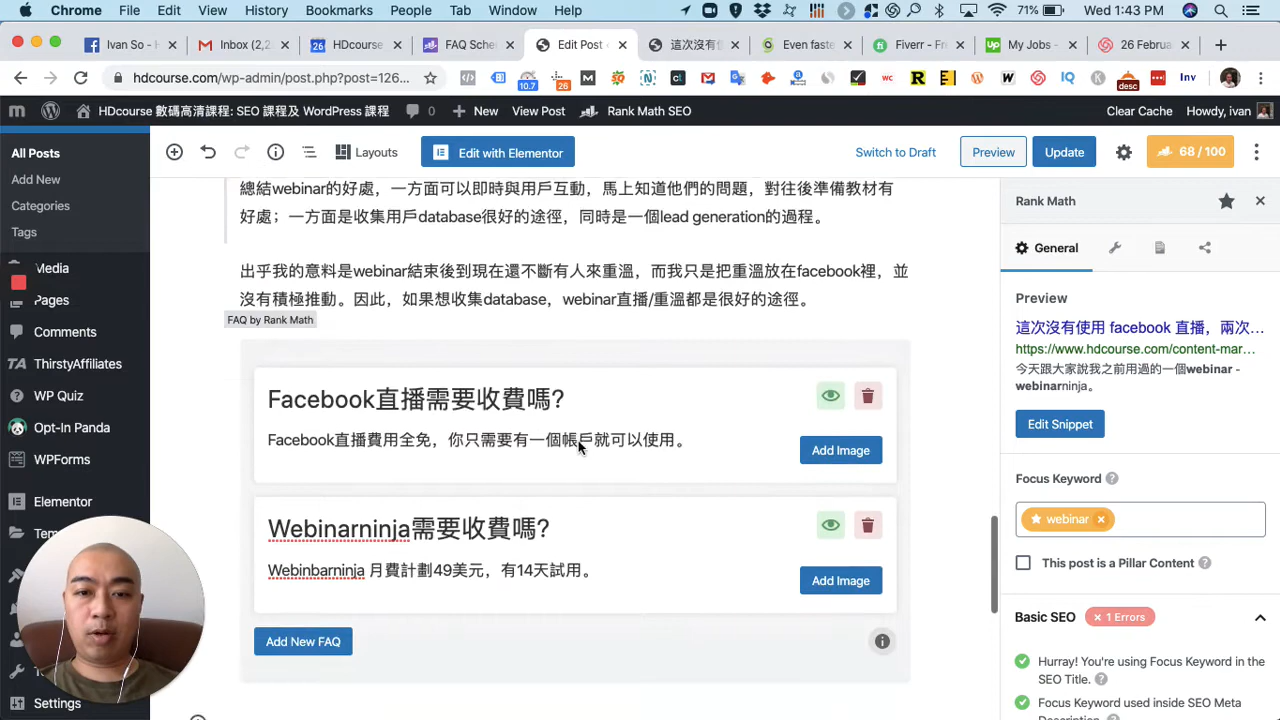 Chrome File Edit View History Bookmarks People Tab Window Help 71% Wed 1:43 PM
Ivan So - H Inbox (2,2 HDcourse FAQ Sche Edit Post 這次沒有使 Even faste Fiverr - Fr My Jobs - 26 Februa
hdcourse.com/wp-admin/post.php?post=126...
HDcourse 數碼高清課程: SEO 課程及 WordPress 課程 0 New View Post Rank Math SEO Clear Cache Howdy, ivan
All Posts
Add New
Categories
Tags
Media
Pages
Comments
ThirstyAffiliates
WP Quiz
Opt-In Panda
WPForms
Elementor
Settings
Layouts Edit with Elementor Switch to Draft Preview Update 68 / 100
總結webinar的好處，一方面可以即時與用戶互動，馬上知道他們的問題，對往後準備教材有
好處；一方面是收集用戶database很好的途徑，同時是一個lead generation的過程。
出乎我的意料是webinar結束後到現在還不斷有人來重溫，而我只是把重溫放在facebook裡，並
沒有積極推動。因此，如果想收集database，webinar直播/重溫都是很好的途徑。
FAQ by Rank Math
Facebook直播需要收費嗎?
Facebook直播費用全免，你只需要有一個帳戶就可以使用。
Add Image
Webinarninja需要收費嗎?
Webinbarninja 月費計劃49美元，有14天試用。
Add Image
Add New FAQ
Rank Math
General
Preview
這次沒有使用 facebook 直播，兩次...
https://www.hdcourse.com/content-mar...
今天跟大家說我之前用過的一個webinar -
webinarninja。
Edit Snippet
Focus Keyword
webinar
This post is a Pillar Content
Basic SEO 1 Errors
Hurray! You're using Focus Keyword in the
SEO Title.
Focus Keyword used inside SEO Meta